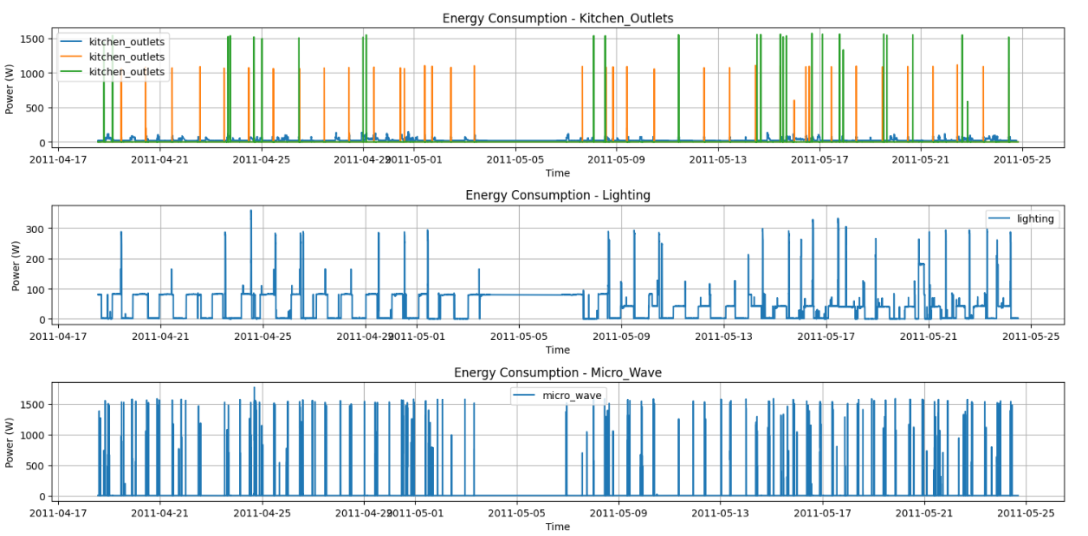 Energy Consumption - Kitchen_Outlets
Power (W)
1500
1000
500
0
kitchen_outlets
kitchen_outlets
kitchen_outlets
2011-04-17 2011-04-21 2011-04-25 2011-04-29 2011-05-01 2011-05-05 2011-05-09 2011-05-13 2011-05-17 2011-05-21 2011-05-25
Time
Energy Consumption - Lighting
Power (W)
300
200
100
0
lighting
2011-04-17 2011-04-21 2011-04-25 2011-04-29 2011-05-01 2011-05-05 2011-05-09 2011-05-13 2011-05-17 2011-05-21 2011-05-25
Time
Energy Consumption - Micro_Wave
Power (W)
1500
1000
500
0
micro_wave
2011-04-17 2011-04-21 2011-04-25 2011-04-29 2011-05-01 2011-05-05 2011-05-09 2011-05-13 2011-05-17 2011-05-21 2011-05-25
Time